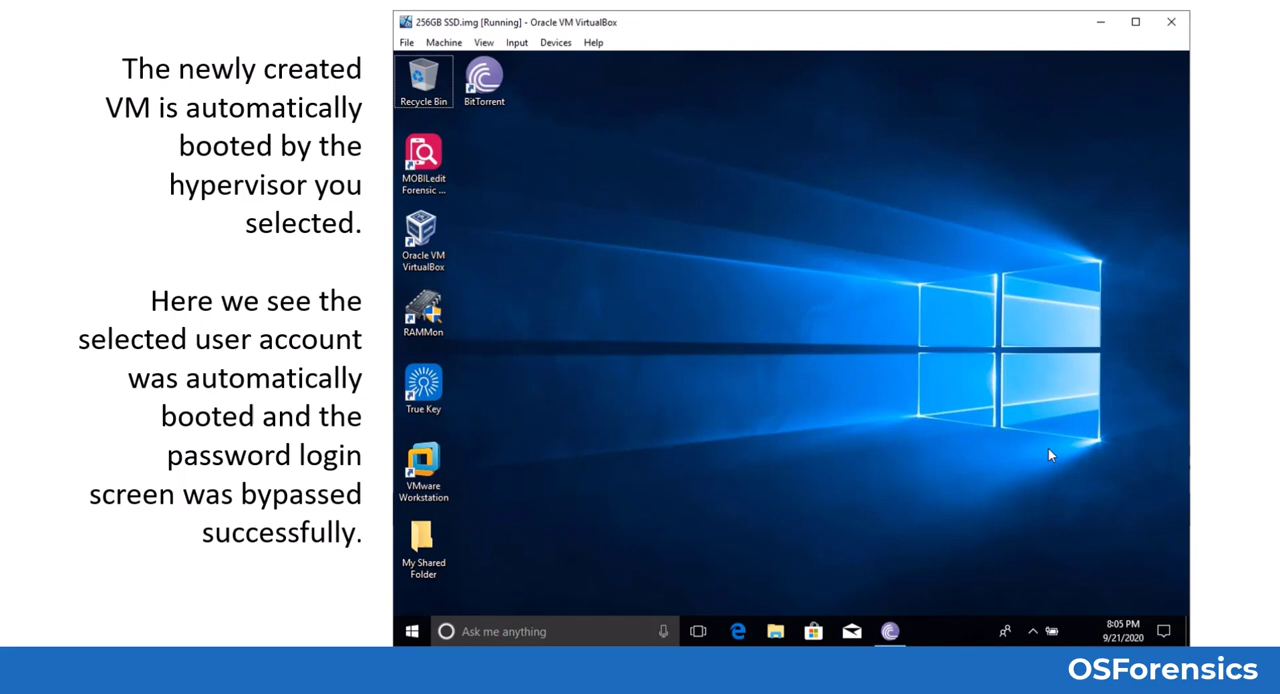 The newly created
VM is automatically
booted by the
hypervisor you
selected.
Here we see the
selected user account
was automatically
booted and the
password login
screen was bypassed
successfully.
256GB SSD.img [Running] - Oracle VM VirtualBox
File Machine View Input Devices Help
Recycle Bin
BitTorrent
MOBILedit
Forensic ...
Oracle VM
VirtualBox
RAMMon
True Key
VMware
Workstation
My Shared
Folder
Ask me anything
8:05 PM
9/21/2020
OSForensics